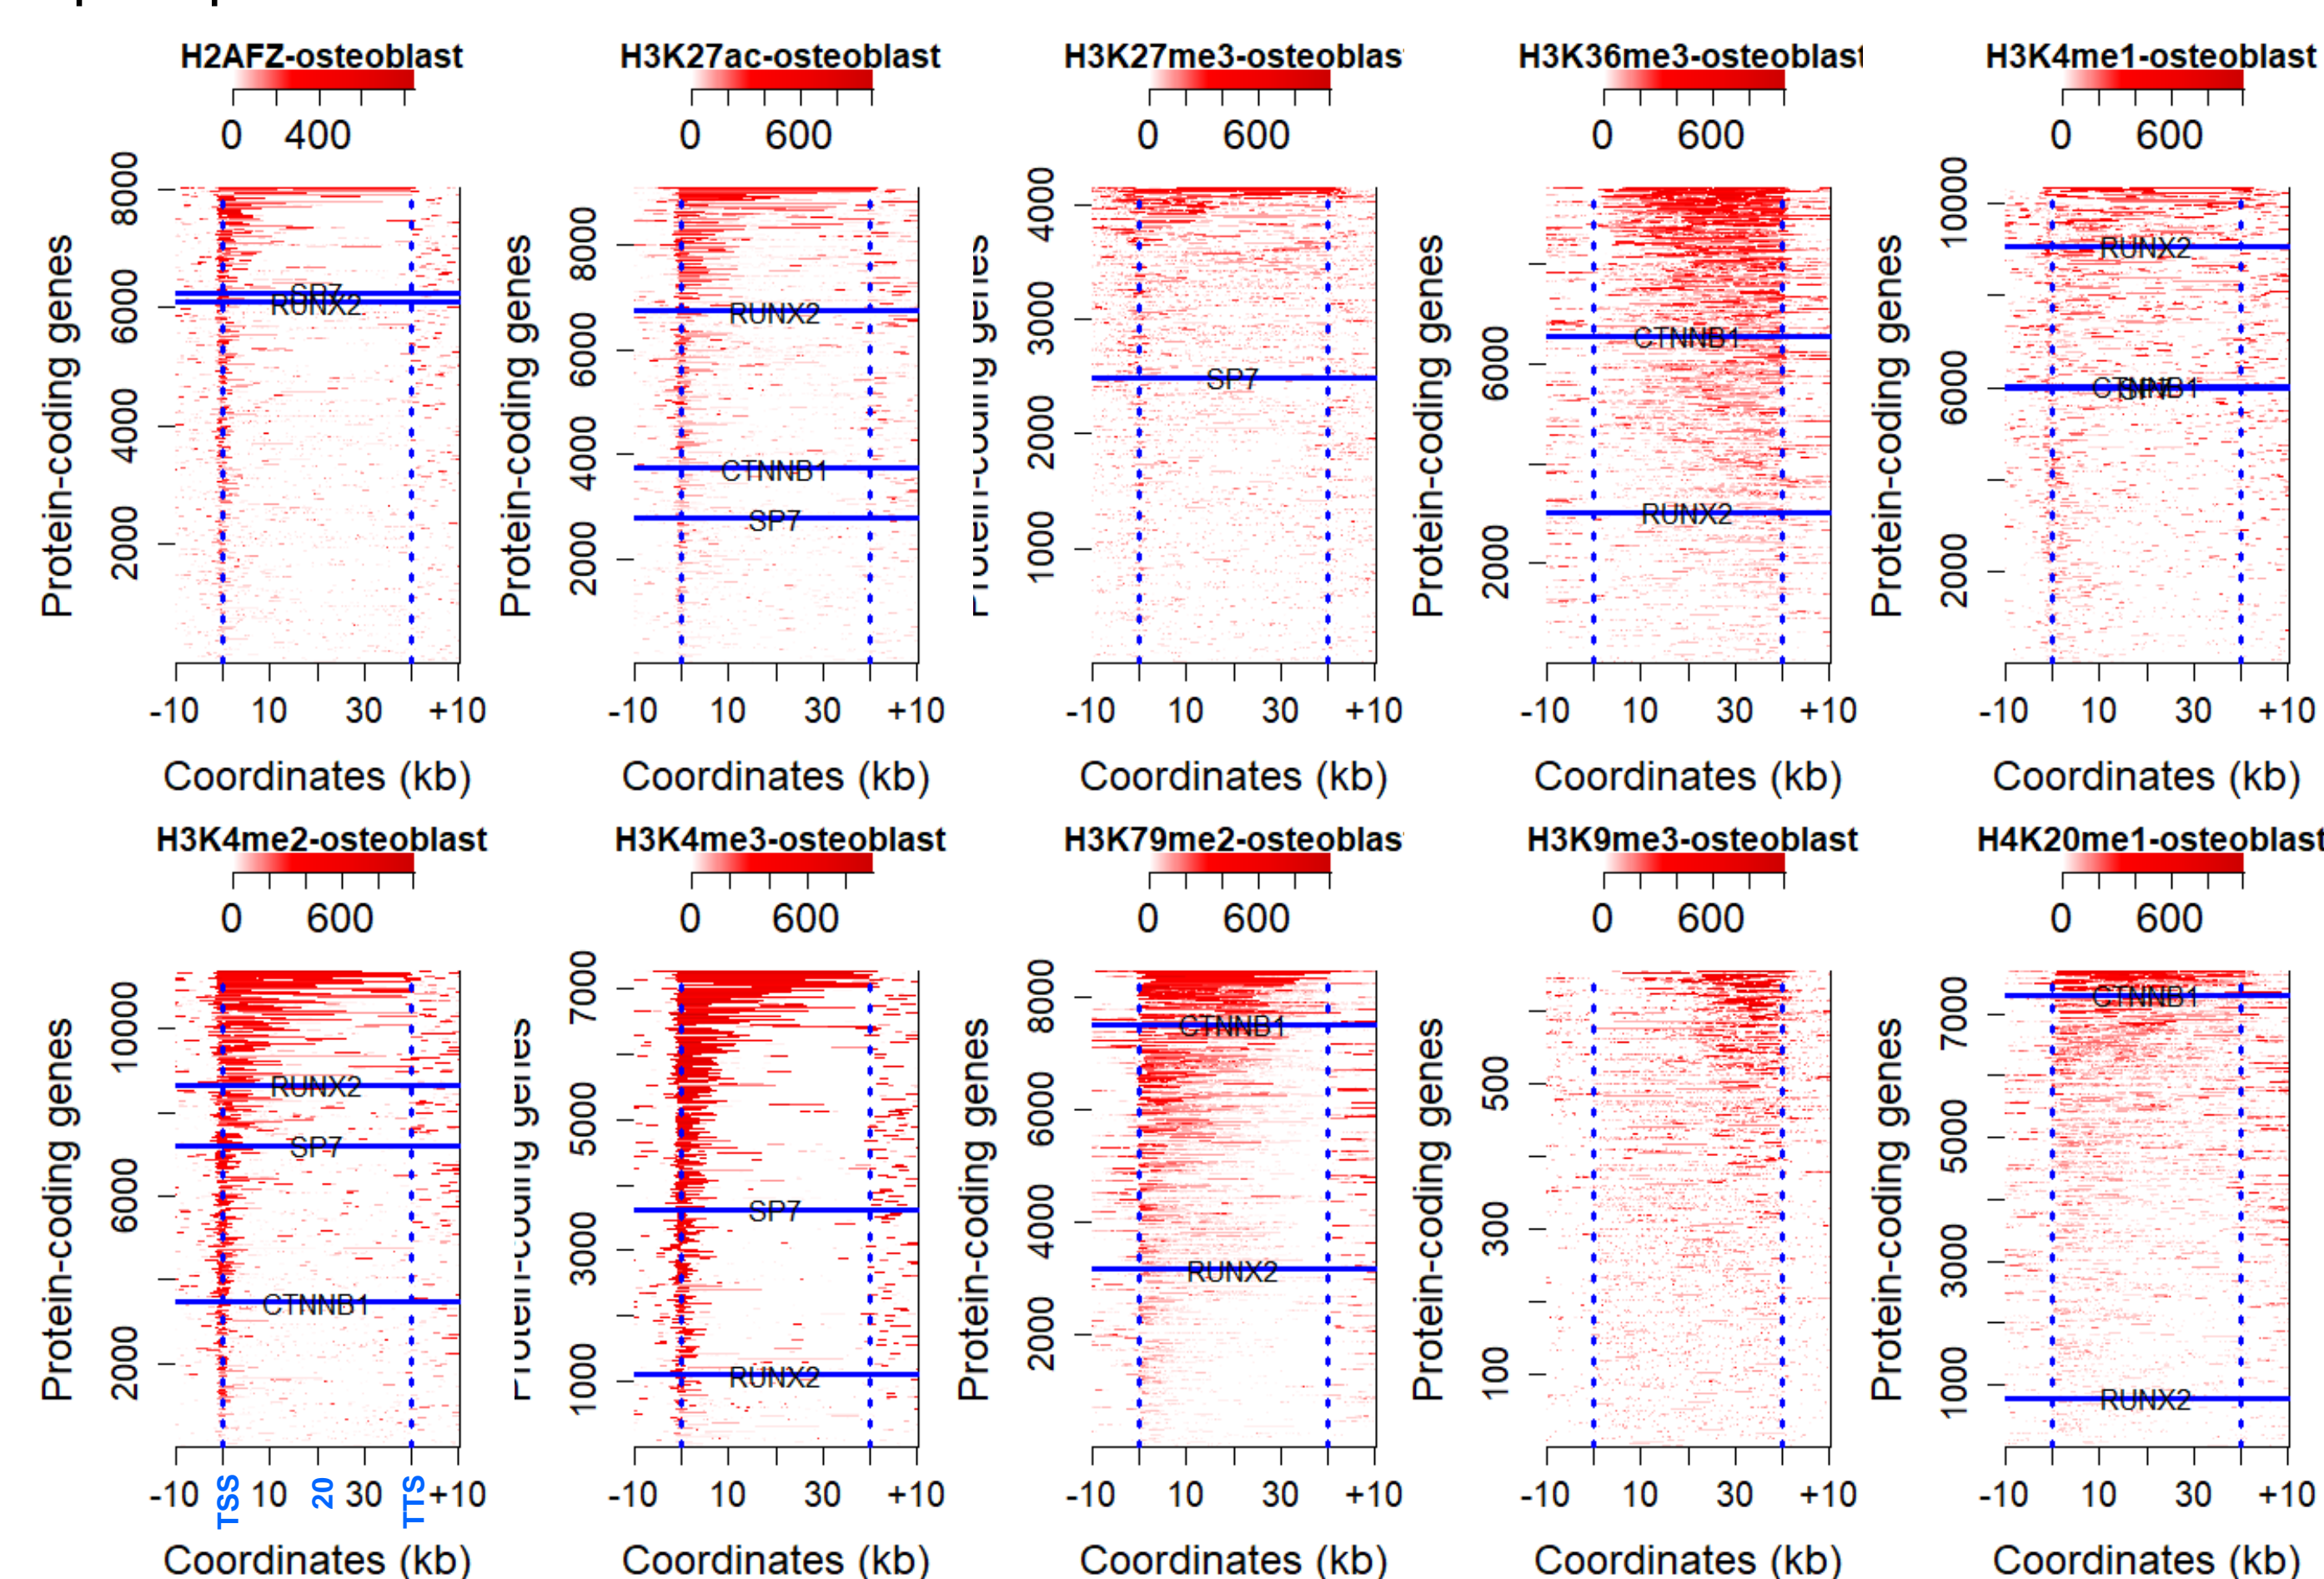 H2AFZ-osteoblast
0 400
Protein-coding genes
8000
6000
4000
2000
SP7
RUNX2
-10 10 30 +10
Coordinates (kb)
H3K27ac-osteoblast
0 600
Protein-coding genes
8000
6000
4000
2000
RUNX2
CTNNB1
SP7
-10 10 30 +10
Coordinates (kb)
H3K27me3-osteoblas
0 600
Protein-coding genes
4000
3000
2000
1000
SP7
-10 10 30 +10
Coordinates (kb)
H3K36me3-osteoblast
0 600
Protein-coding genes
6000
2000
CTNNB1
RUNX2
-10 10 30 +10
Coordinates (kb)
H3K4me1-osteoblast
0 600
Protein-coding genes
10000
6000
2000
RUNX2
CTNNB1
SP7
-10 10 30 +10
Coordinates (kb)
H3K4me2-osteoblast
0 600
Protein-coding genes
10000
6000
2000
RUNX2
SP7
CTNNB1
-10 TSS 10 20 30 TTS +10
Coordinates (kb)
H3K4me3-osteoblast
0 600
Protein-coding genes
7000
5000
3000
1000
SP7
RUNX2
-10 10 30 +10
Coordinates (kb)
H3K79me2-osteoblas
0 600
Protein-coding genes
8000
6000
4000
2000
CTNNB1
RUNX2
-10 10 30 +10
Coordinates (kb)
H3K9me3-osteoblast
0 600
Protein-coding genes
500
300
100
-10 10 30 +10
Coordinates (kb)
H4K20me1-osteoblast
0 600
Protein-coding genes
7000
5000
3000
1000
CTNNB1
RUNX2
-10 10 30 +10
Coordinates (kb)